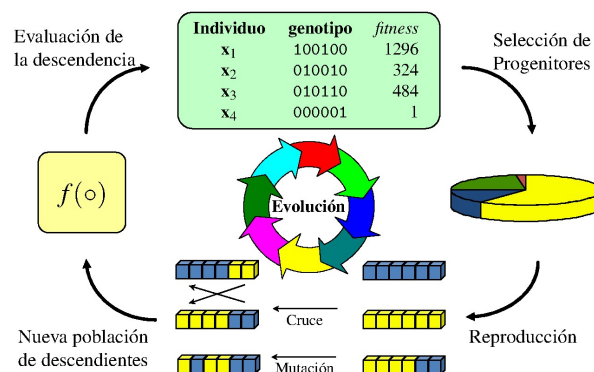 Evaluación de
la descendencia
Individuo genotipo fitness
x1 100100 1296
x2 010010 324
x3 010110 484
x4 000001 1
Selección de
Progenitores
f(∘)
Evolución
Cruce
Mutación
Reproducción
Nueva población
de descendientes